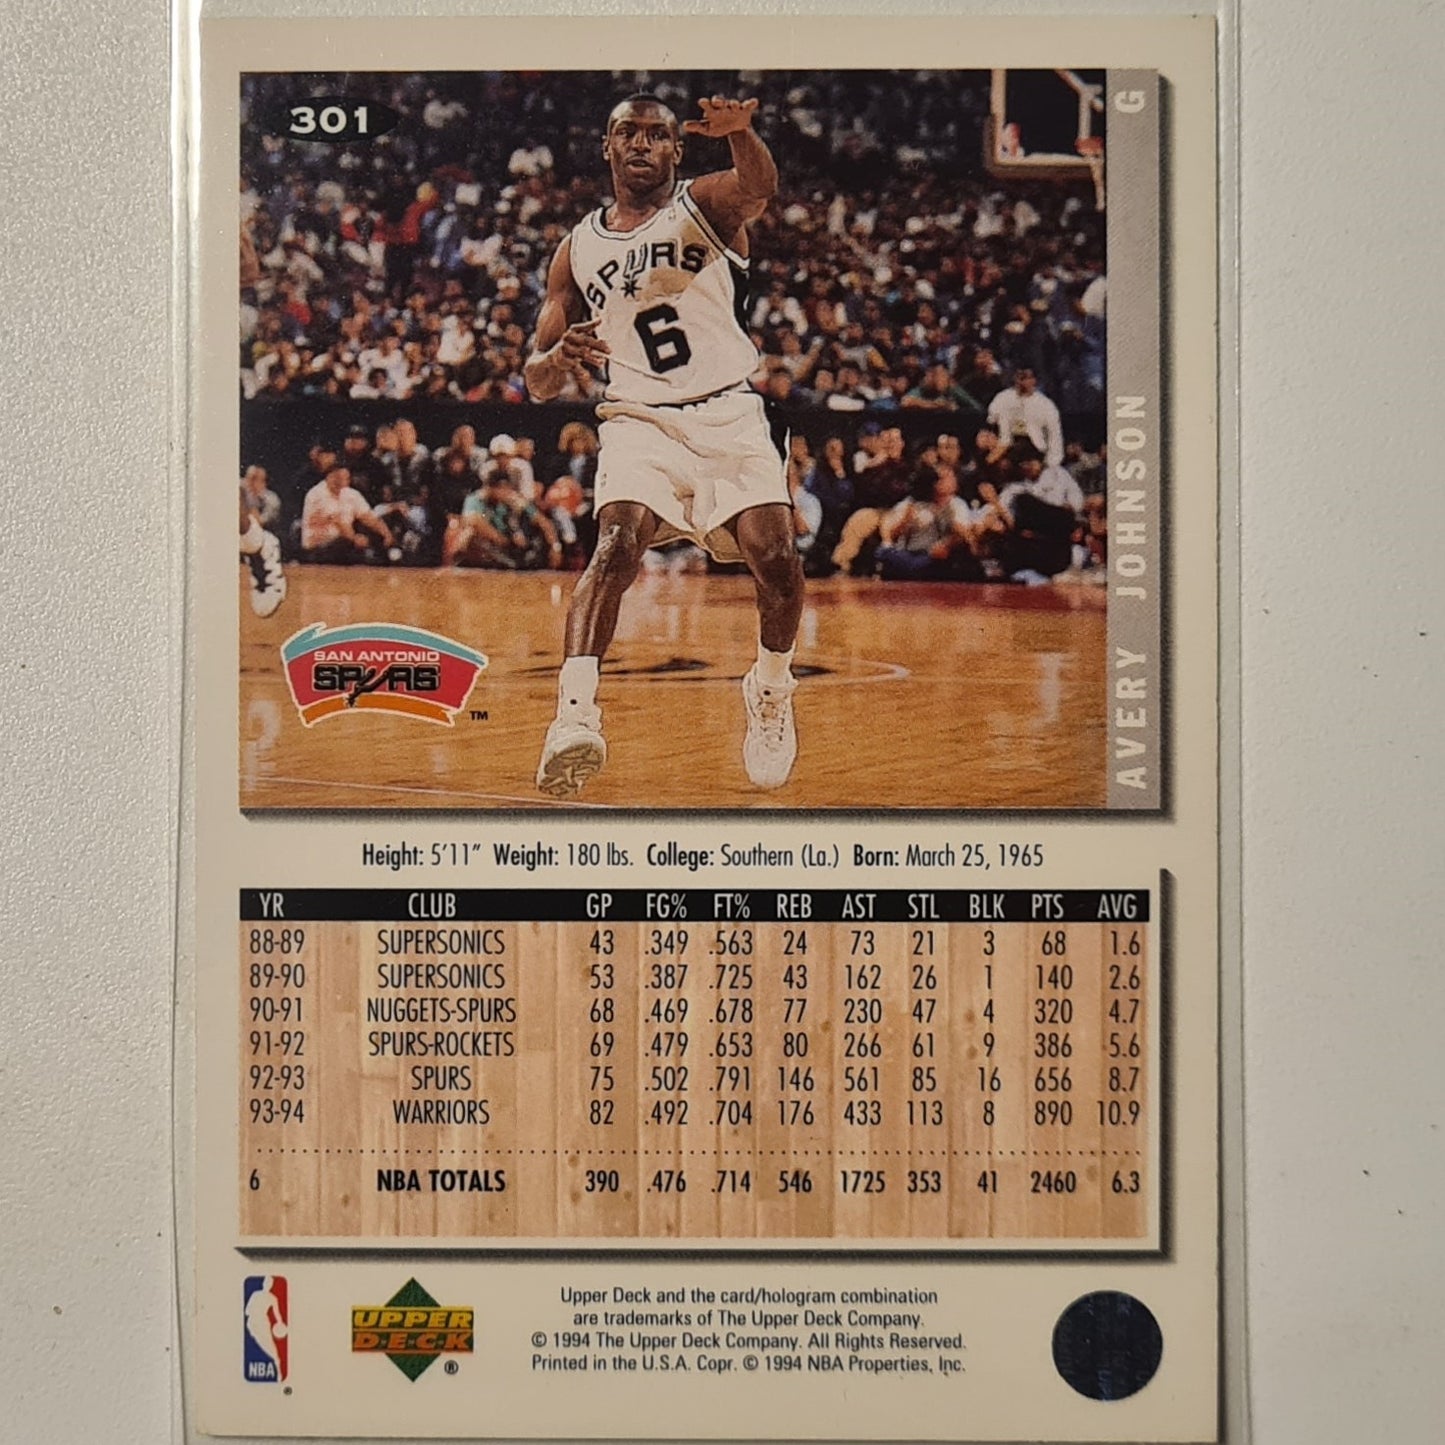 301
G
SPURS
6
AVERY JOHNSON
SAN ANTONIO
SPURS
TM
Height: 5'11" Weight: 180 lbs. College: Southern (La.) Born: March 25, 1965
YR CLUB GP FG% FT% REB AST STL BLK PTS AVG
88-89 SUPERSONICS 43 .349 .563 24 73 21 3 68 1.6
89-90 SUPERSONICS 53 .387 .725 43 162 26 1 140 2.6
90-91 NUGGETS-SPURS 68 .469 .678 77 230 47 4 320 4.7
91-92 SPURS-ROCKETS 69 .479 .653 80 266 61 9 386 5.6
92-93 SPURS 75 .502 .791 146 561 85 16 656 8.7
93-94 WARRIORS 82 .492 .704 176 433 113 8 890 10.9
6 NBA TOTALS 390 .476 .714 546 1725 353 41 2460 6.3
NBA
®
UPPER
D·E·C·K
®
Upper Deck and the card/hologram combination
are trademarks of The Upper Deck Company.
© 1994 The Upper Deck Company. All Rights Reserved.
Printed in the U.S.A. Copr. © 1994 NBA Properties, Inc.